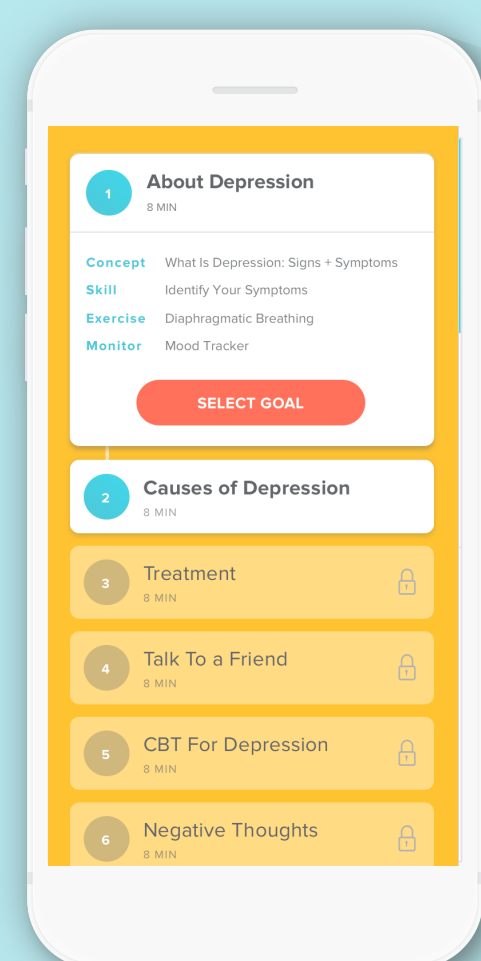 1
About Depression
8 MIN
Concept What Is Depression: Signs + Symptoms
Skill Identify Your Symptoms
Exercise Diaphragmatic Breathing
Monitor Mood Tracker
SELECT GOAL
2
Causes of Depression
8 MIN
3
Treatment
8 MIN
4
Talk To a Friend
8 MIN
5
CBT For Depression
8 MIN
6
Negative Thoughts
8 MIN